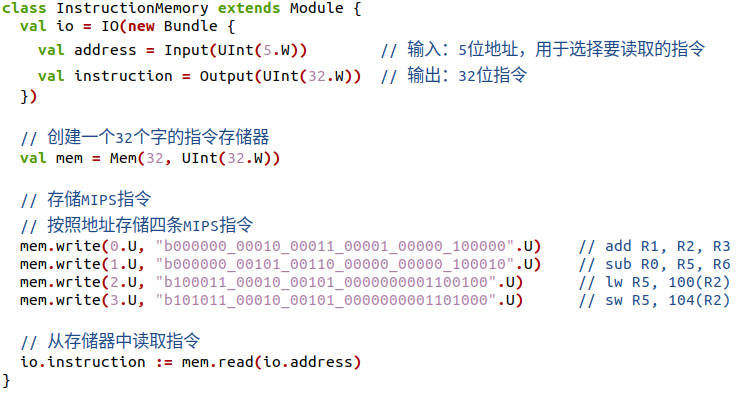 class InstructionMemory extends Module {
  val io = IO(new Bundle {
    val address = Input(UInt(5.W))        // 输入：5位地址，用于选择要读取的指令
    val instruction = Output(UInt(32.W))  // 输出：32位指令
  })
  // 创建一个32个字的指令存储器
  val mem = Mem(32, UInt(32.W))
  // 存储MIPS指令
  // 按照地址存储四条MIPS指令
  mem.write(0.U, "b000000_00010_00011_00001_00000_100000".U)    // add R1, R2, R3
  mem.write(1.U, "b000000_00101_00110_00000_00000_100010".U)    // sub R0, R5, R6
  mem.write(2.U, "b100011_00010_00101_0000000001100100".U)      // lw R5, 100(R2)
  mem.write(3.U, "b101011_00010_00101_0000000001101000".U)      // sw R5, 104(R2)
  // 从存储器中读取指令
  io.instruction := mem.read(io.address)
}